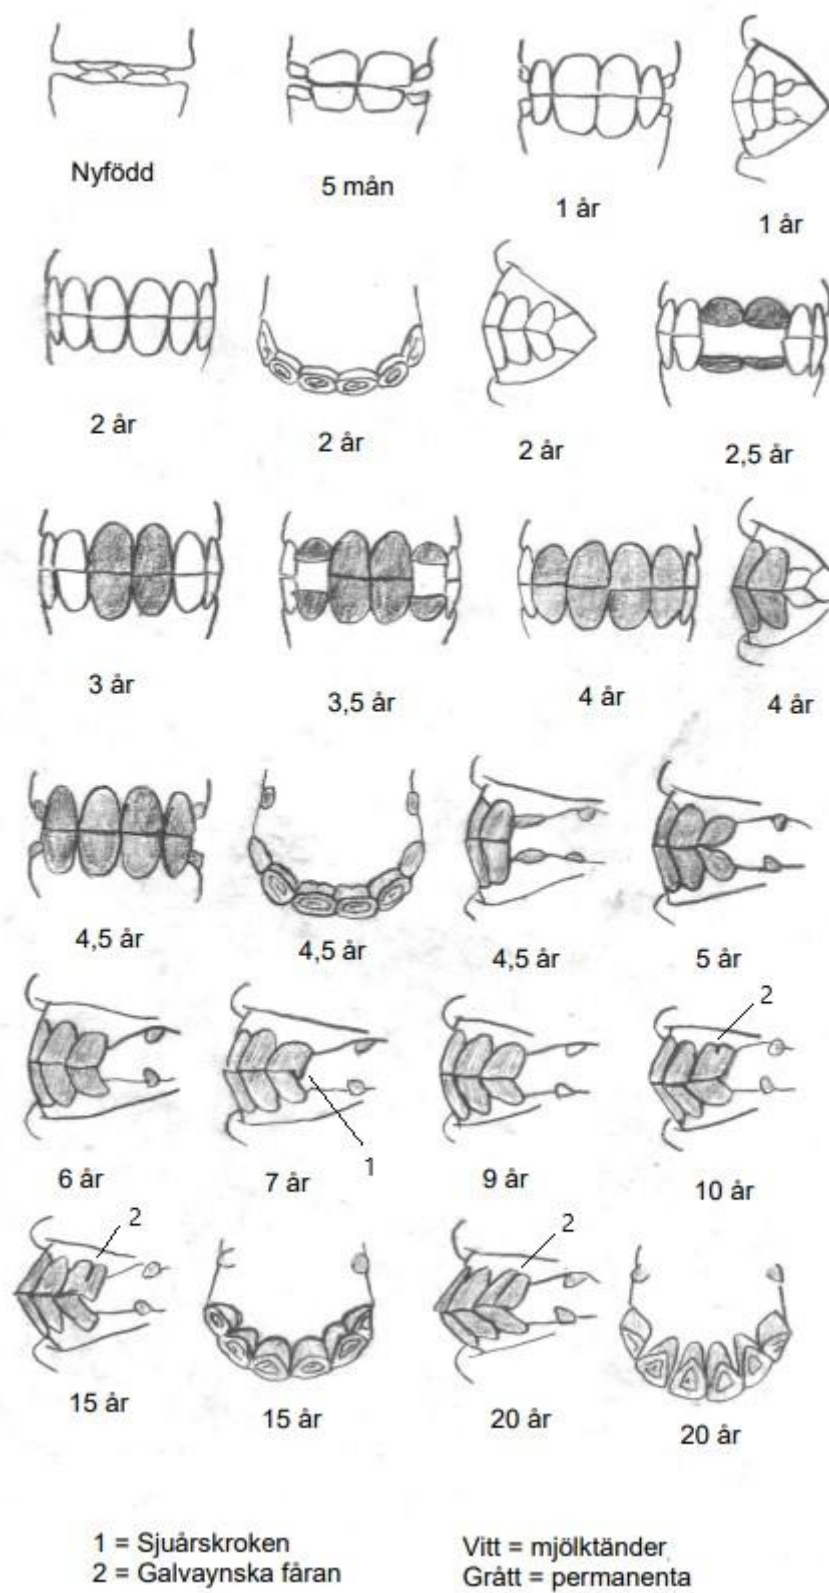 Nyfödd
5 mån
1 år
1 år
2 år
2 år
2 år
2,5 år
3 år
3,5 år
4 år
4 år
4,5 år
4,5 år
4,5 år
5 år
6 år
7 år
1
9 år
2
10 år
2
15 år
15 år
2
20 år
20 år
1 = Sjuårskroken
2 = Galvaynska fåran
Vitt = mjölktänder
Grått = permanenta